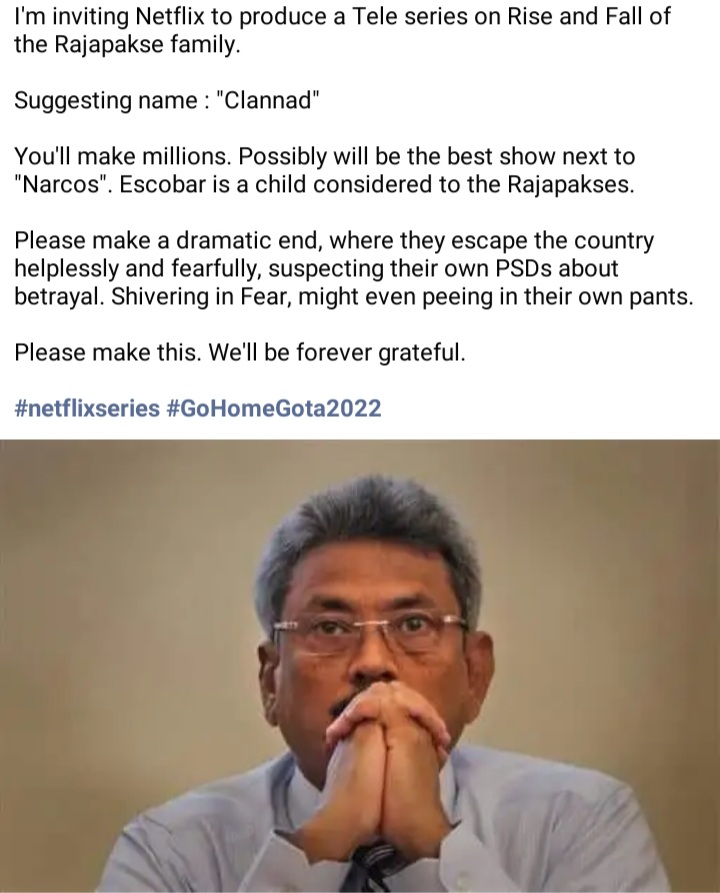 I'm inviting Netflix to produce a Tele series on Rise and Fall of
the Rajapakse family.
Suggesting name : "Clannad"
You'll make millions. Possibly will be the best show next to
"Narcos". Escobar is a child considered to the Rajapakses.
Please make a dramatic end, where they escape the country
helplessly and fearfully, suspecting their own PSDs about
betrayal. Shivering in Fear, might even peeing in their own pants.
Please make this. We'll be forever grateful.
#netflixseries #GoHomeGota2022